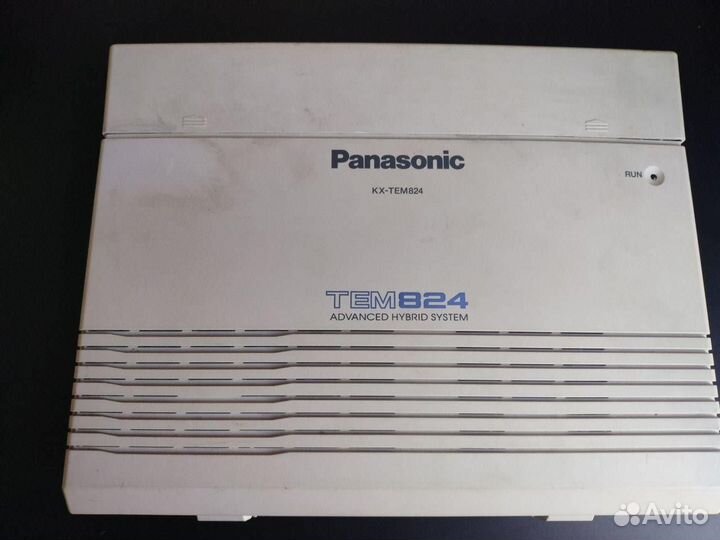 Panasonic
KX-TEM824
RUN
TEM824
ADVANCED HYBRID SYSTEM
Avito